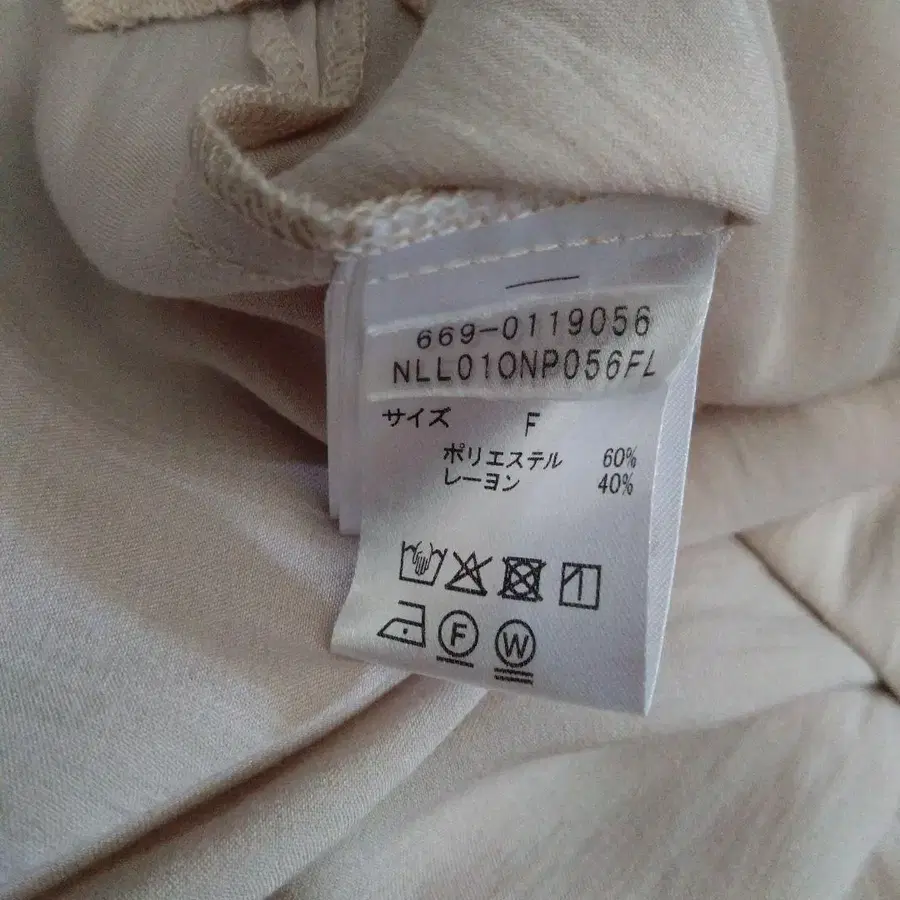 669-0119056
NLL010NP056FL
サイズ F
ポリエステル 60%
レーヨン 40%
F W